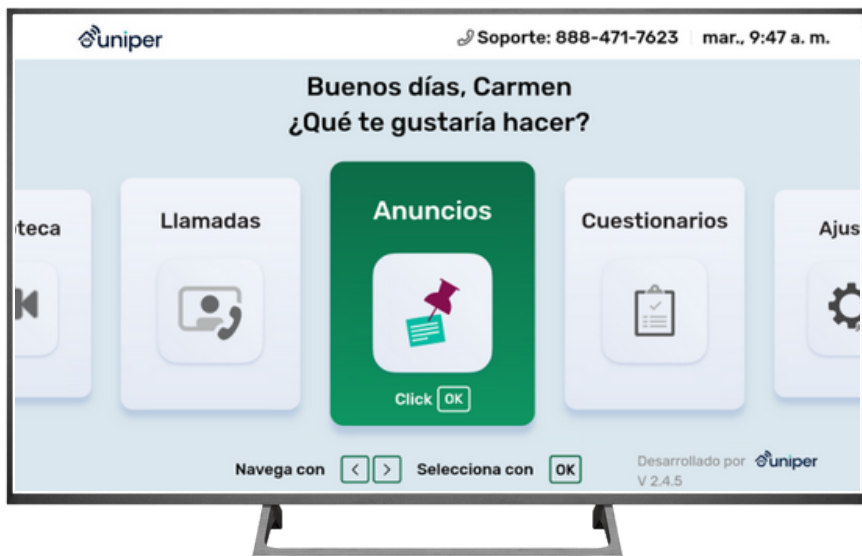 uniper
Soporte: 888-471-7623 mar., 9:47 a. m.
Buenos días, Carmen
¿Qué te gustaría hacer?
teca
Llamadas
Anuncios
Cuestionarios
Ajus
Click OK
Navega con < > Selecciona con OK
Desarrollado por uniper
V 2.4.5